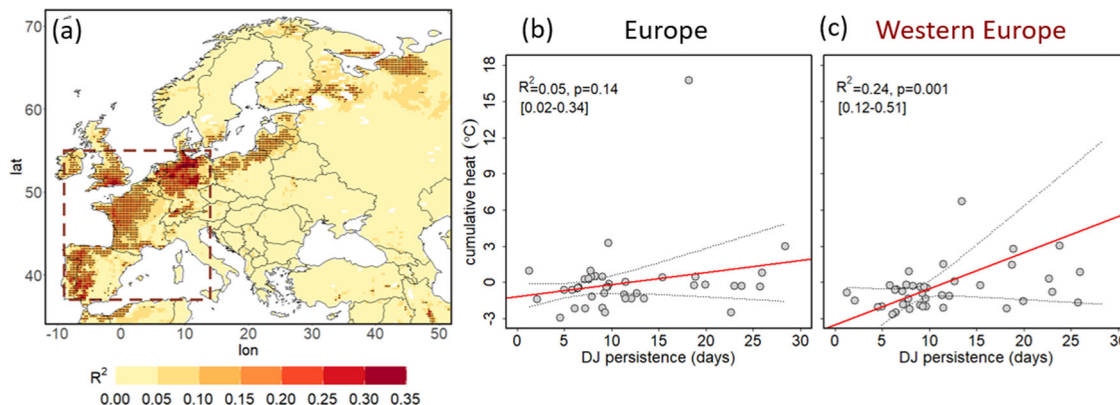 (a)
70
60
50
40
lat
-10 0 10 20 30 40 50
lon
R2
0.00 0.05 0.10 0.15 0.20 0.25 0.30 0.35
(b) Europe
R2=0.05, p=0.14
[0.02-0.34]
18
15
12
9
6
3
0
-3
cumulative heat (°C)
0 5 10 15 20 25 30
DJ persistence (days)
(c) Western Europe
R2=0.24, p=0.001
[0.12-0.51]
0 5 10 15 20 25 30
DJ persistence (days)